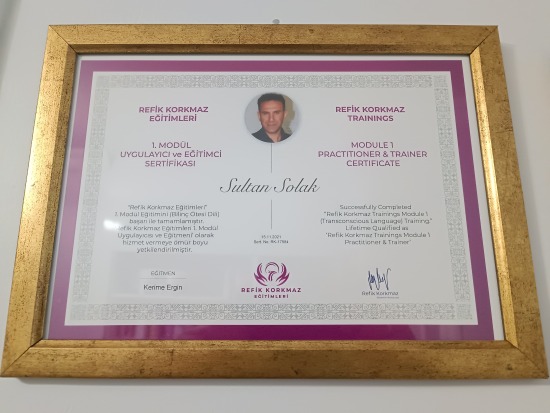 REFİK KORKMAZ
EĞİTİMLERİ
1. MODÜL
UYGULAYICI ve EĞİTİMCİ
SERTİFİKASI
REFİK KORKMAZ
TRAININGS
MODULE 1
PRACTITIONER & TRAINER
CERTIFICATE
Sultan Solak
"Refik Korkmaz Eğitimleri"
1. Modül Eğitimini (Bilinç Ötesi Dili)
başarı ile tamamlamıştır.
"Refik Korkmaz Eğitimleri 1. Modül
Uygulayıcısı ve Eğitmeni" olarak
hizmet vermeye ömür boyu
yetkilendirilmiştir.
Successfully Completed
"Refik Korkmaz Trainings Module 1
(Transconscious Language) Training."
Lifetime Qualified as
"Refik Korkmaz Trainings Module 1
Practitioner & Trainer"
Sert. No:
EĞİTMEN
Kerime Ergin
REFİK KORKMAZ
EĞİTİMLERİ
Refik Korkmaz